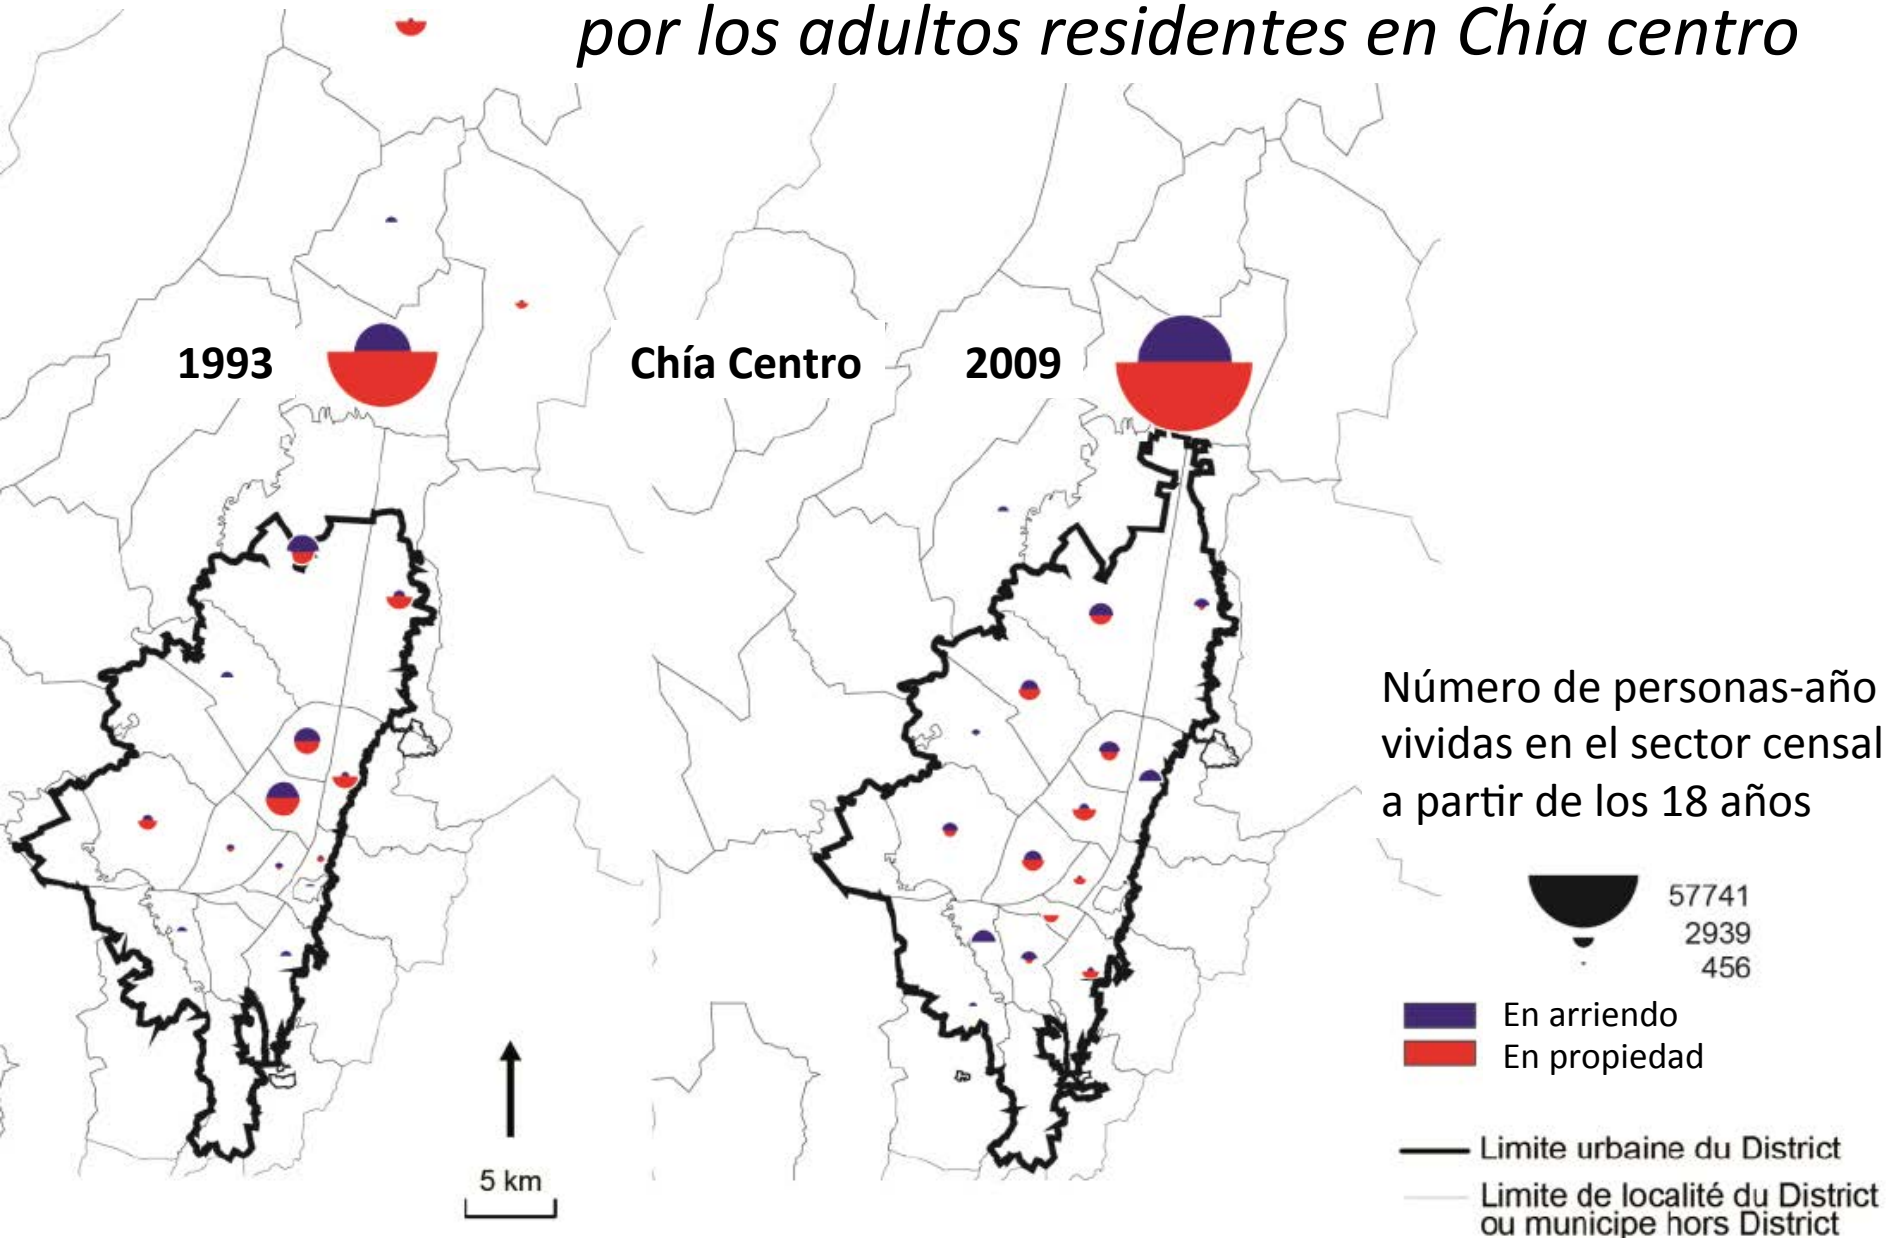 por los adultos residentes en Chía centro
1993
Chía Centro
2009
Número de personas-año
vividas en el sector censal
a partir de los 18 años
57741
2939
456
En arriendo
En propiedad
5 km
Limite urbaine du District
Limite de localité du District
ou municipe hors District